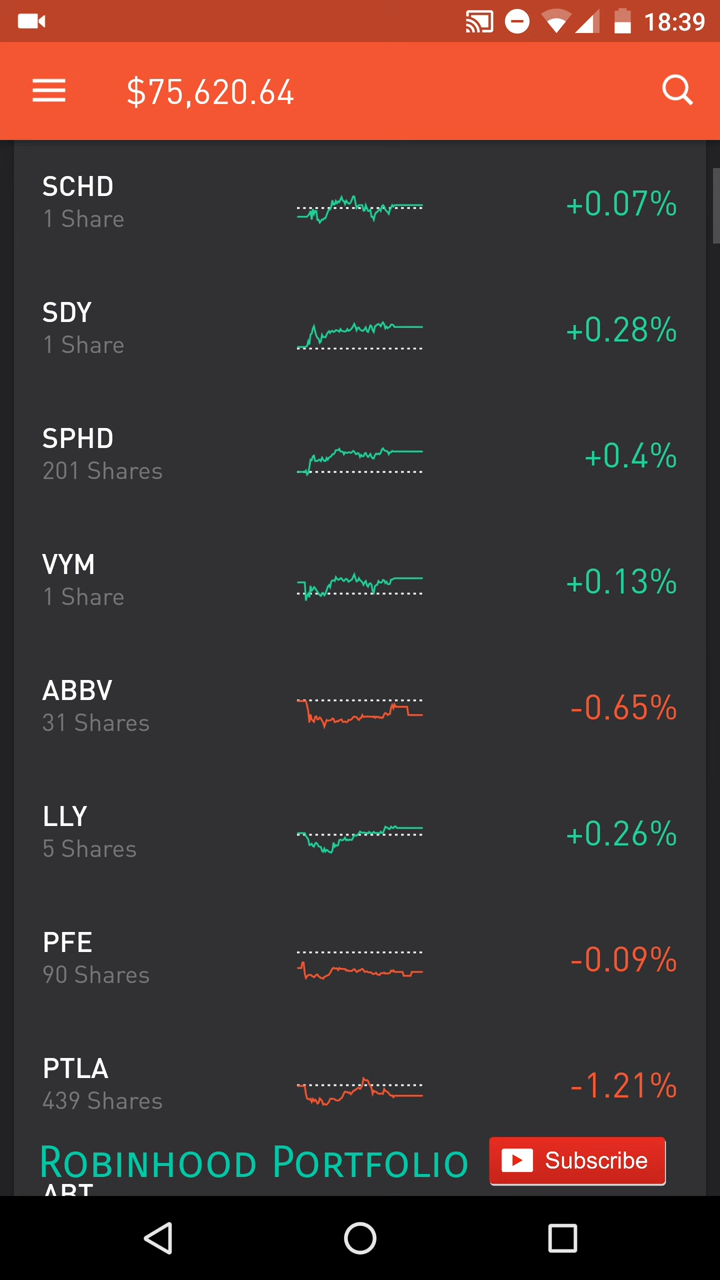 18:39
$75,620.64
SCHD
1 Share
+0.07%
SDY
1 Share
+0.28%
SPHD
201 Shares
+0.4%
VYM
1 Share
+0.13%
ABBV
31 Shares
-0.65%
LLY
5 Shares
+0.26%
PFE
90 Shares
-0.09%
PTLA
439 Shares
-1.21%
Robinhood Portfolio
Subscribe
ABT